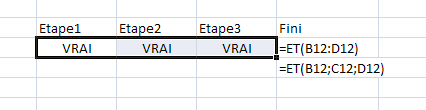 Etape1 Etape2 Etape3 Fini
VRAI VRAI VRAI =ET(B12:D12)
=ET(B12;C12;D12)